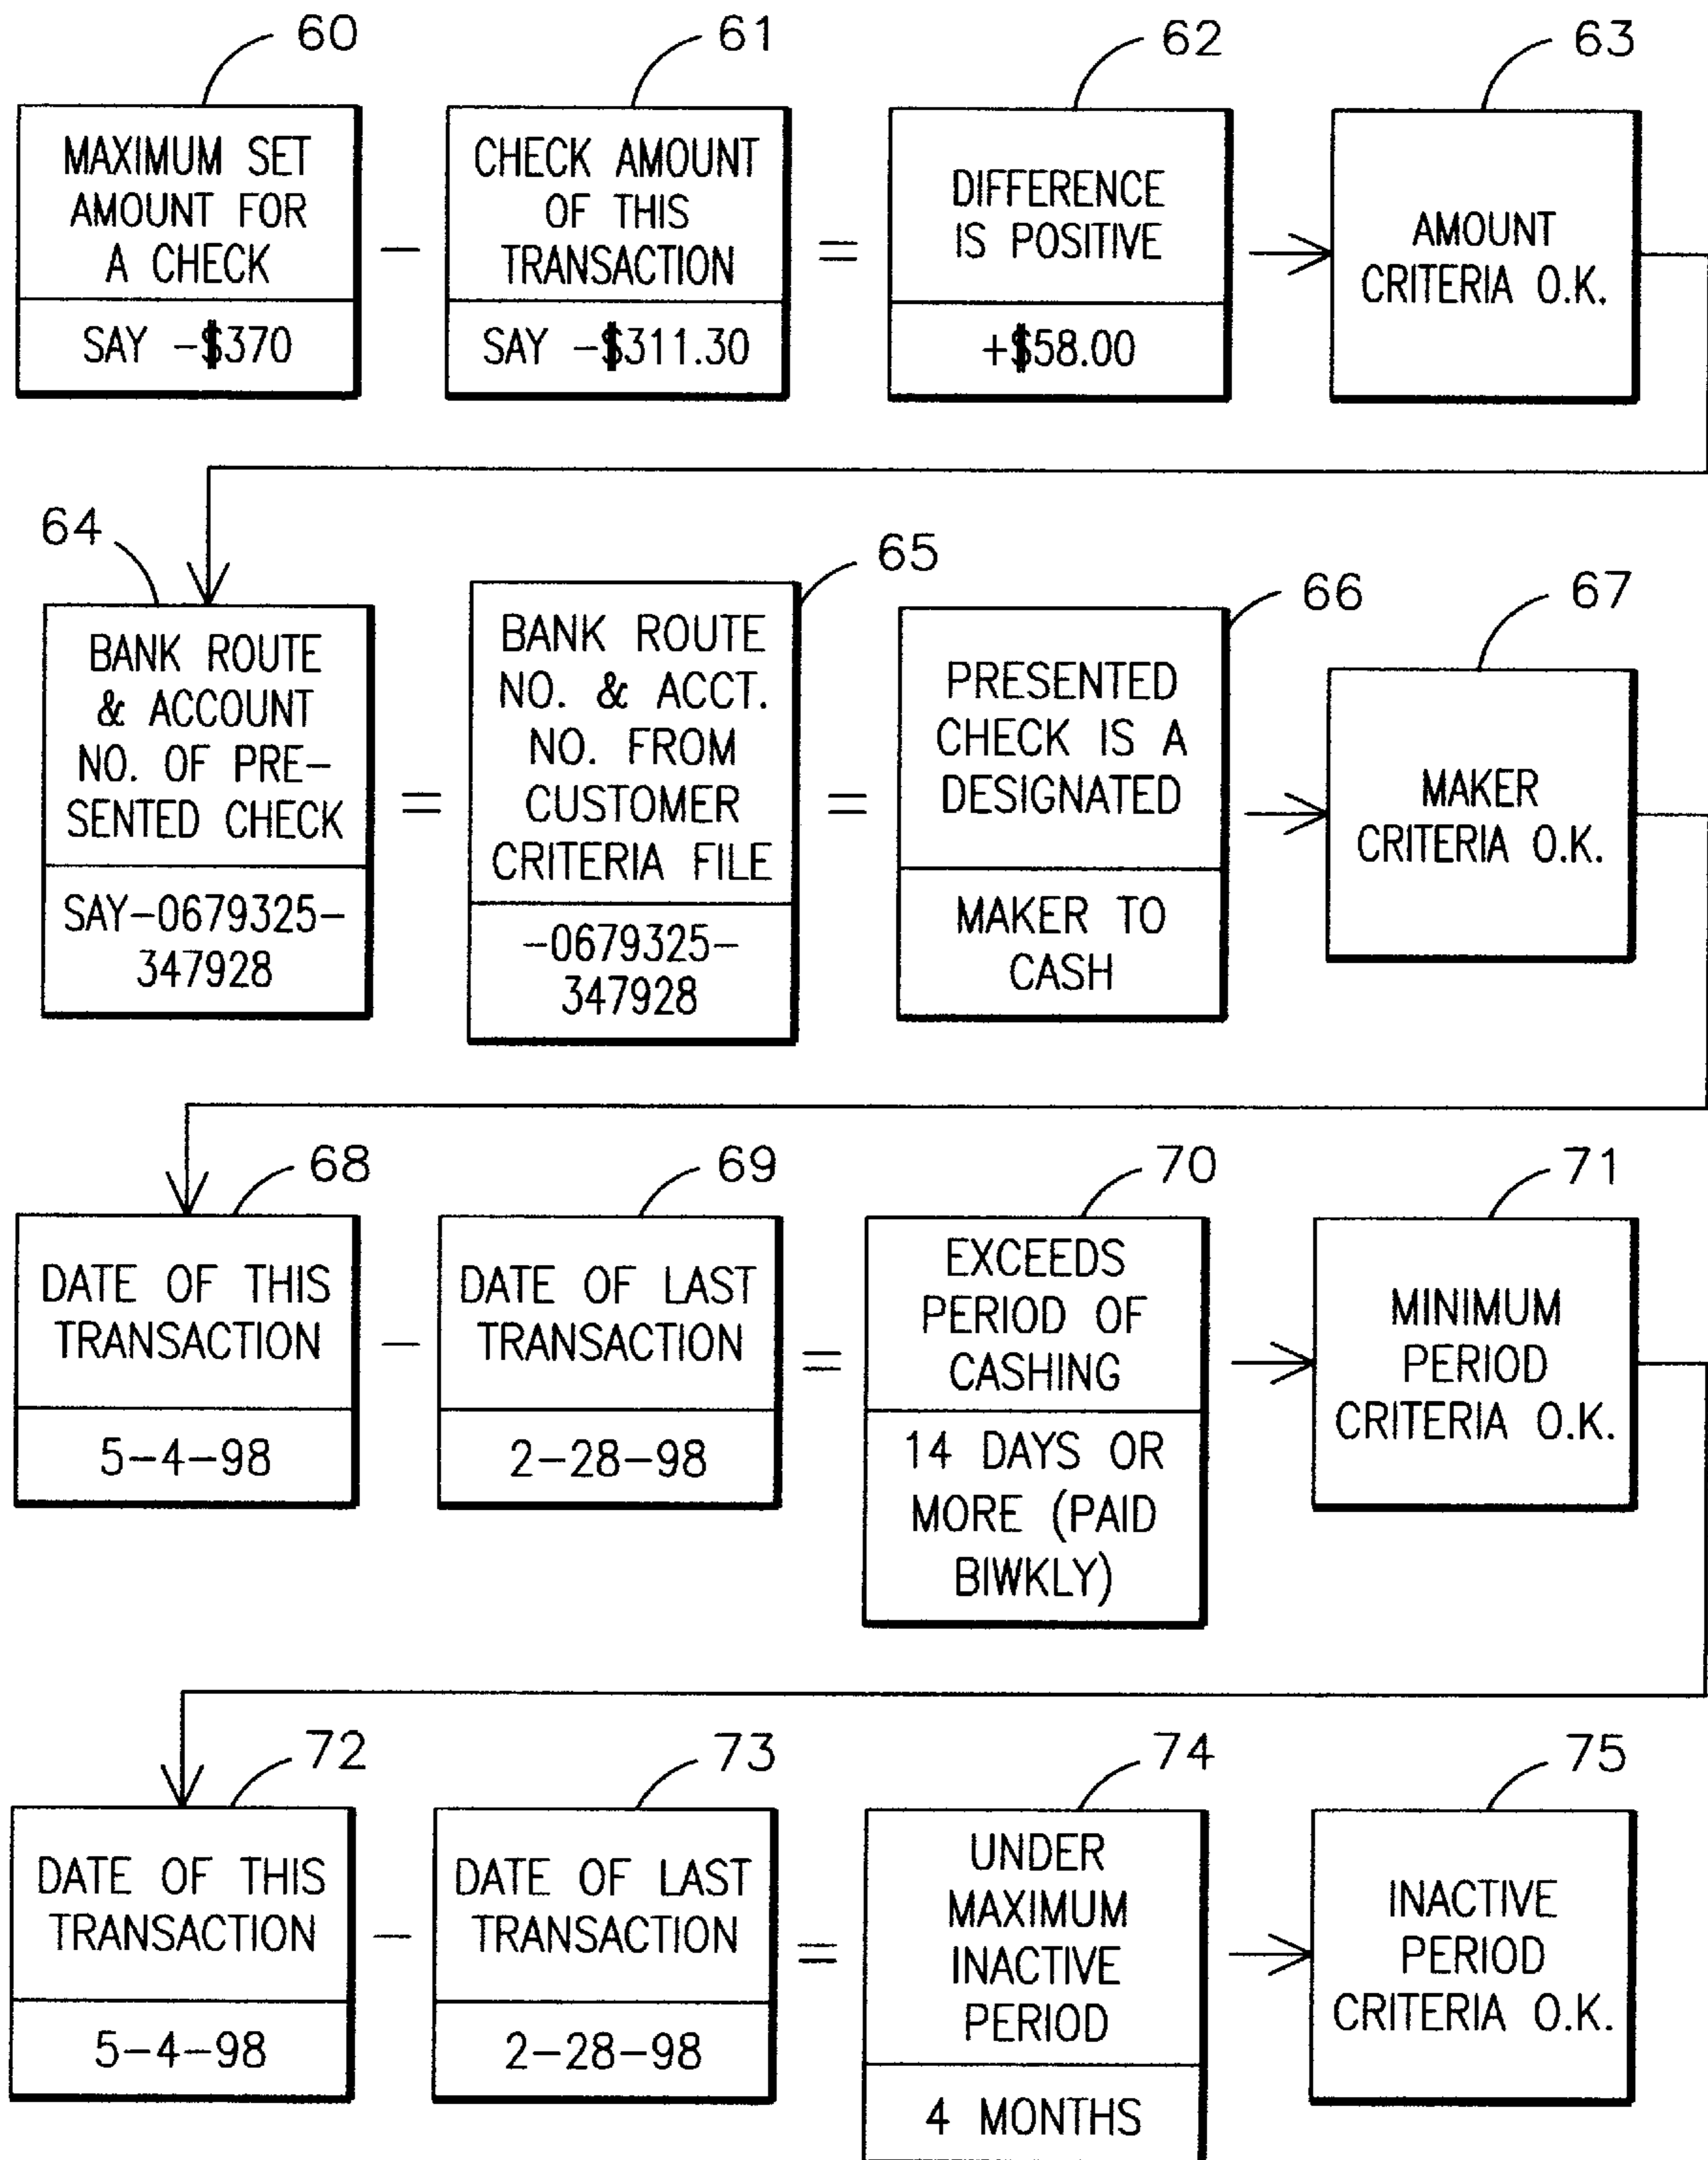 60
61
62
63
MAXIMUM SET
AMOUNT FOR
A CHECK
SAY -$370
-
CHECK AMOUNT
OF THIS
TRANSACTION
SAY -$311.30
=
DIFFERENCE
IS POSITIVE
+$58.00
AMOUNT
CRITERIA O.K.
64
65
66
67
BANK ROUTE
& ACCOUNT
NO. OF PRE-
SENTED CHECK
SAY-0679325-
347928
=
BANK ROUTE
NO. & ACCT.
NO. FROM
CUSTOMER
CRITERIA FILE
-0679325-
347928
=
PRESENTED
CHECK IS A
DESIGNATED
MAKER TO
CASH
MAKER
CRITERIA O.K.
68
69
70
71
DATE OF THIS
TRANSACTION
5-4-98
-
DATE OF LAST
TRANSACTION
2-28-98
=
EXCEEDS
PERIOD OF
CASHING
14 DAYS OR
MORE (PAID
BIWKLY)
MINIMUM
PERIOD
CRITERIA O.K.
72
73
74
75
DATE OF THIS
TRANSACTION
5-4-98
-
DATE OF LAST
TRANSACTION
2-28-98
=
UNDER
MAXIMUM
INACTIVE
PERIOD
4 MONTHS
INACTIVE
PERIOD
CRITERIA O.K.